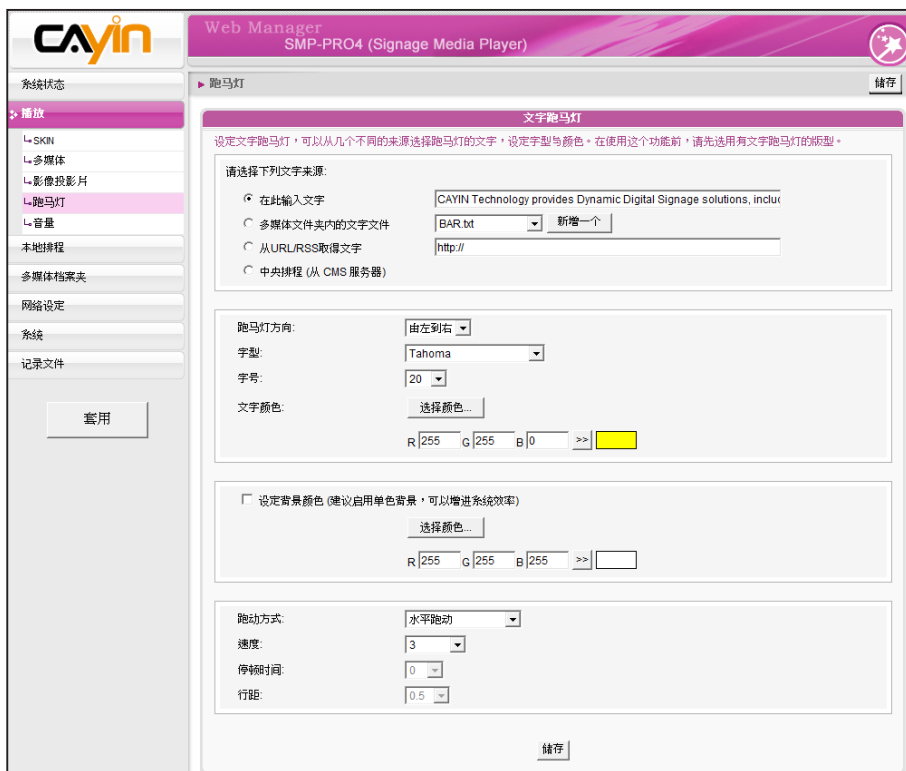 CAYIN
Web Manager
SMP-PRO4 (Signage Media Player)
系统状态
播放
SKIN
多媒体
影像投影片
跑马灯
音量
本地排程
多媒体档案夹
网络设定
系统
记录文件
套用
跑马灯 储存
文字跑马灯
设定文字跑马灯，可以从几个不同的来源选择跑马灯的文字，设定字型与颜色。在使用这个功能前，请先选用有文字跑马灯的版型。
请选择下列文字来源:
在此输入文字 CAYIN Technology provides Dynamic Digital Signage solutions, includ
多媒体文件夹内的文字文件 BAR.txt 新增一个
从URL/RSS取得文字 http://
中央排程 (从 CMS 服务器)
跑马灯方向: 由左到右
字型: Tahoma
字号: 20
文字颜色: 选择颜色...
R 255 G 255 B 0 >>
设定背景颜色 (建议启用单色背景，可以增进系统效率)
选择颜色...
R 255 G 255 B 255 >>
跑动方式: 水平跑动
速度: 3
停顿时间: 0
行距: 0.5
储存